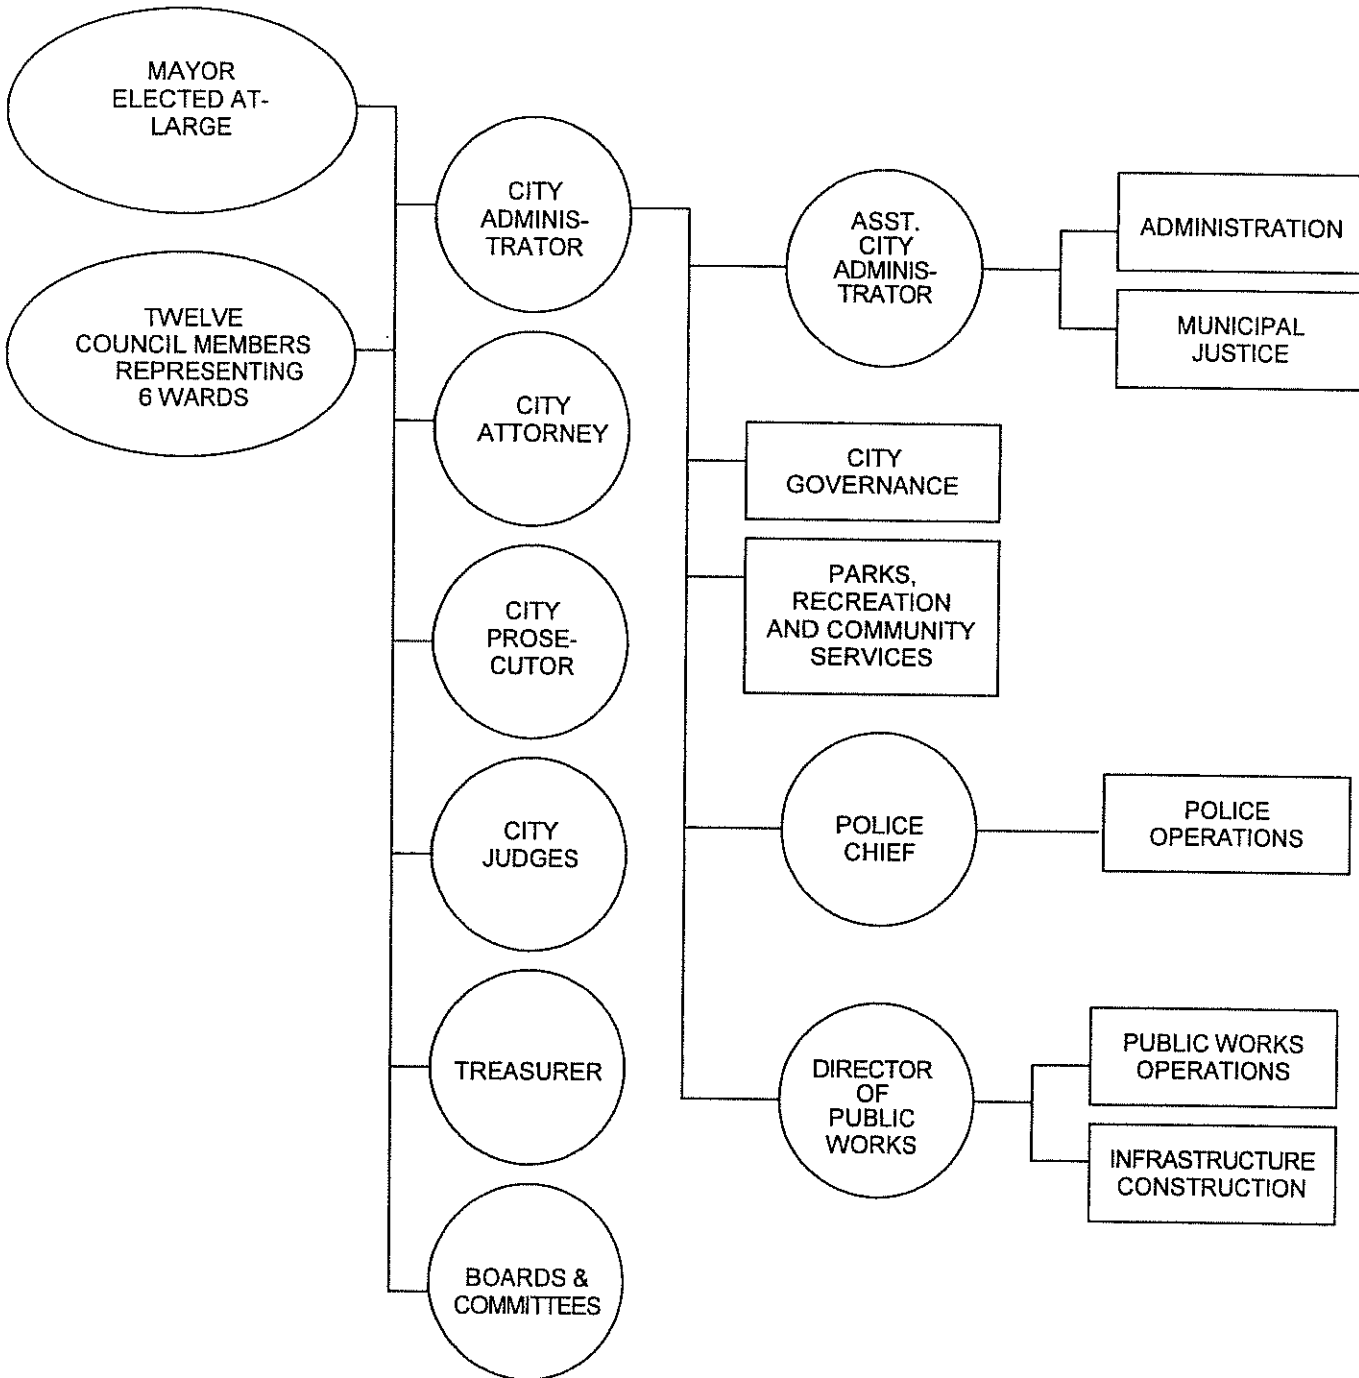 MAYOR
ELECTED AT-
LARGE
TWELVE
COUNCIL MEMBERS
REPRESENTING
6 WARDS
CITY
ADMINIS-
TRATOR
CITY
ATTORNEY
CITY
PROSE-
CUTOR
CITY
JUDGES
TREASURER
BOARDS &
COMMITTEES
ASST.
CITY
ADMINIS-
TRATOR
CITY
GOVERNANCE
PARKS,
RECREATION
AND COMMUNITY
SERVICES
POLICE
CHIEF
DIRECTOR
OF
PUBLIC
WORKS
ADMINISTRATION
MUNICIPAL
JUSTICE
POLICE
OPERATIONS
PUBLIC WORKS
OPERATIONS
INFRASTRUCTURE
CONSTRUCTION